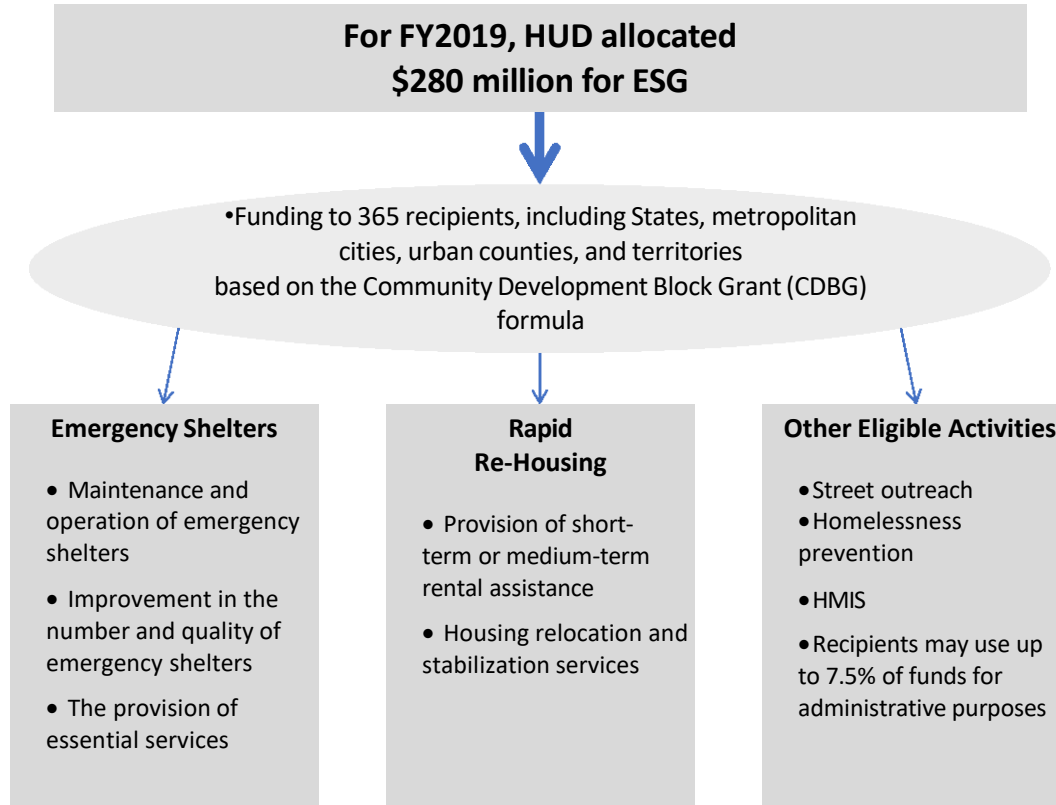 For FY2019, HUD allocated
$280 million for ESG
•Funding to 365 recipients, including States, metropolitan
cities, urban counties, and territories
based on the Community Development Block Grant (CDBG)
formula
Emergency Shelters
• Maintenance and
operation of emergency
shelters
• Improvement in the
number and quality of
emergency shelters
• The provision of
essential services
Rapid
Re-Housing
• Provision of short-
term or medium-term
rental assistance
• Housing relocation and
stabilization services
Other Eligible Activities
•Street outreach
•Homelessness
prevention
•HMIS
•Recipients may use up
to 7.5% of funds for
administrative purposes